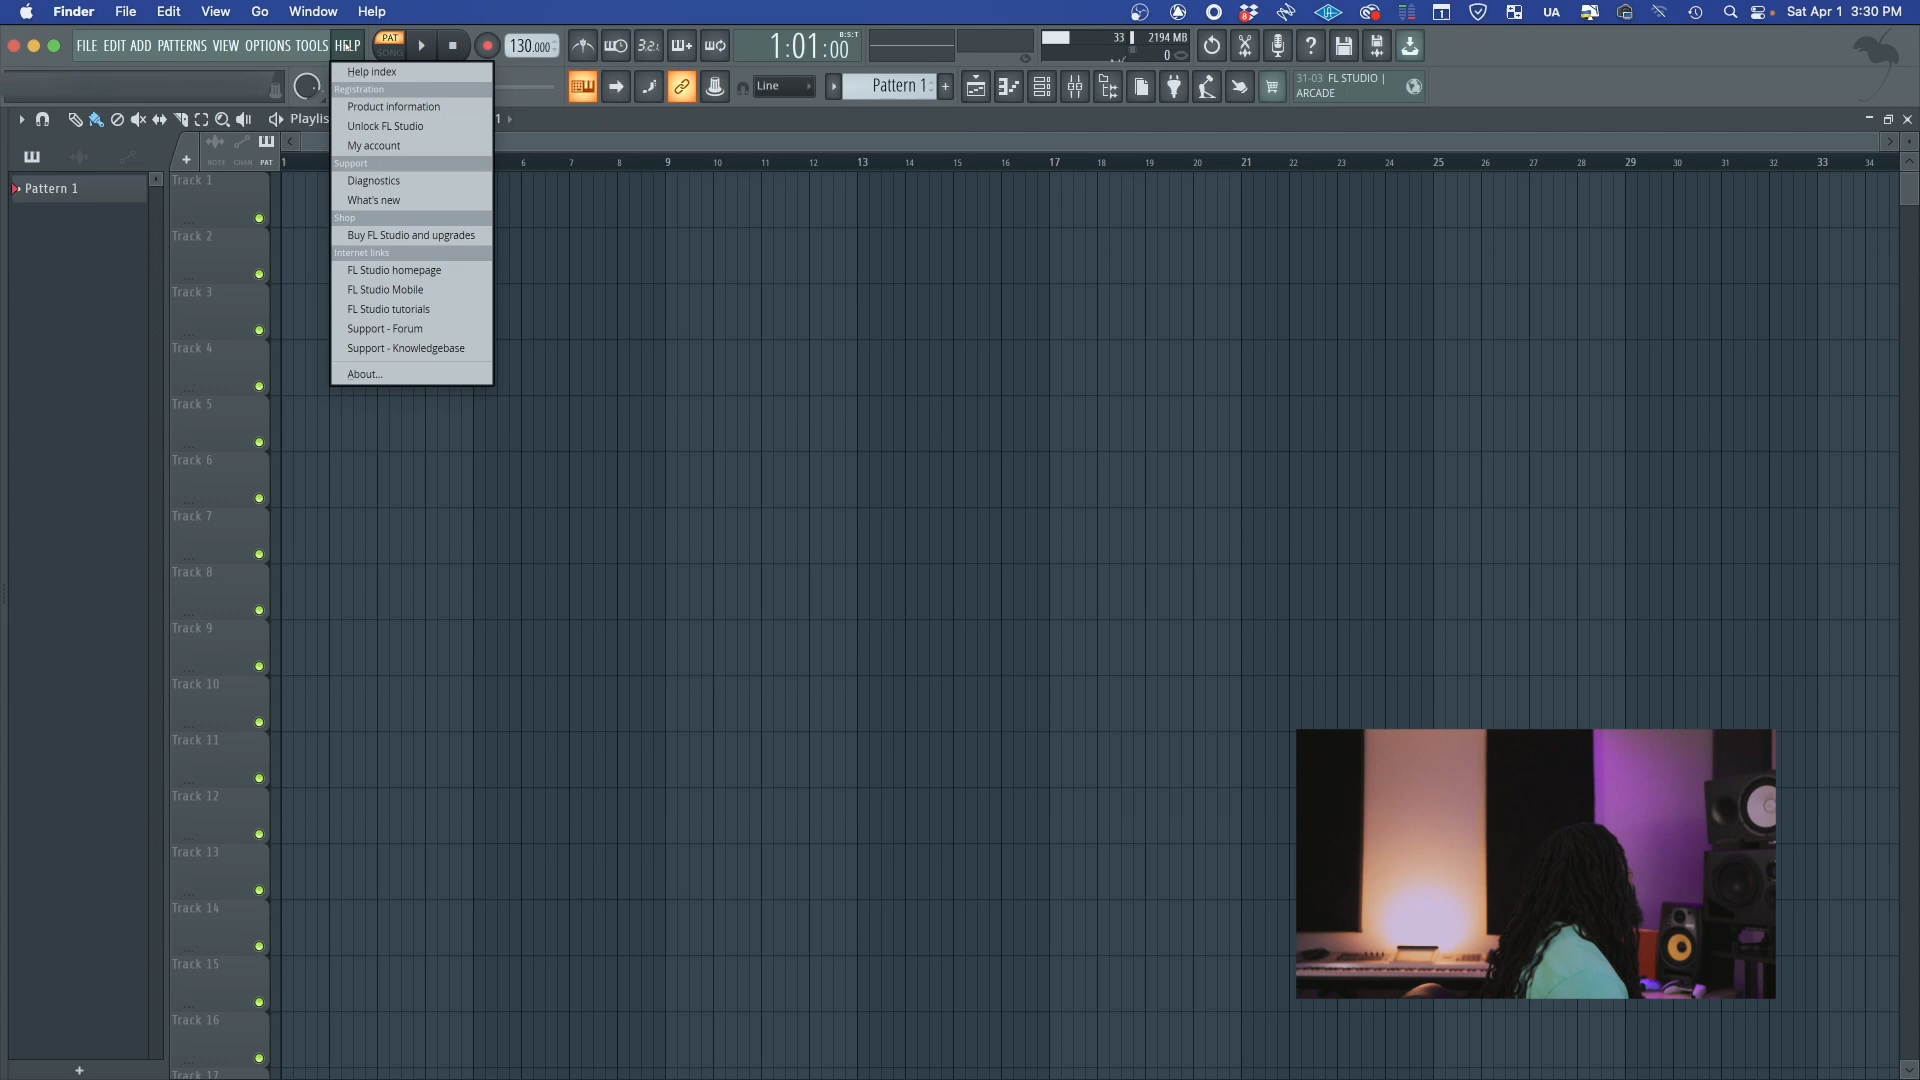 Finder File Edit View Go Window Help
8
1
UA
Sat Apr 1 3:30 PM
FILE EDIT ADD PATTERNS VIEW OPTIONS TOOLS HELP
PAT
SONG
130.000
3.2.
1:01:00
B:S:T
33
2194 MB
0
Line
Pattern 1
31-03 FL STUDIO |
ARCADE
Help index
Registration
Product information
Unlock FL Studio
My account
Support
Diagnostics
What's new
Shop
Buy FL Studio and upgrades
Internet links
FL Studio homepage
FL Studio Mobile
FL Studio tutorials
Support - Forum
Support - Knowledgebase
About...
Playlis
1
NOTE CHAN PAT
1 6 7 8 9 10 11 12 13 14 15 16 17 18 19 20 21 22 23 24 25 26 27 28 29 30 31 32 33 34
Pattern 1
Track 1
Track 2
Track 3
Track 4
Track 5
Track 6
Track 7
Track 8
Track 9
Track 10
Track 11
Track 12
Track 13
Track 14
Track 15
Track 16
Track 17